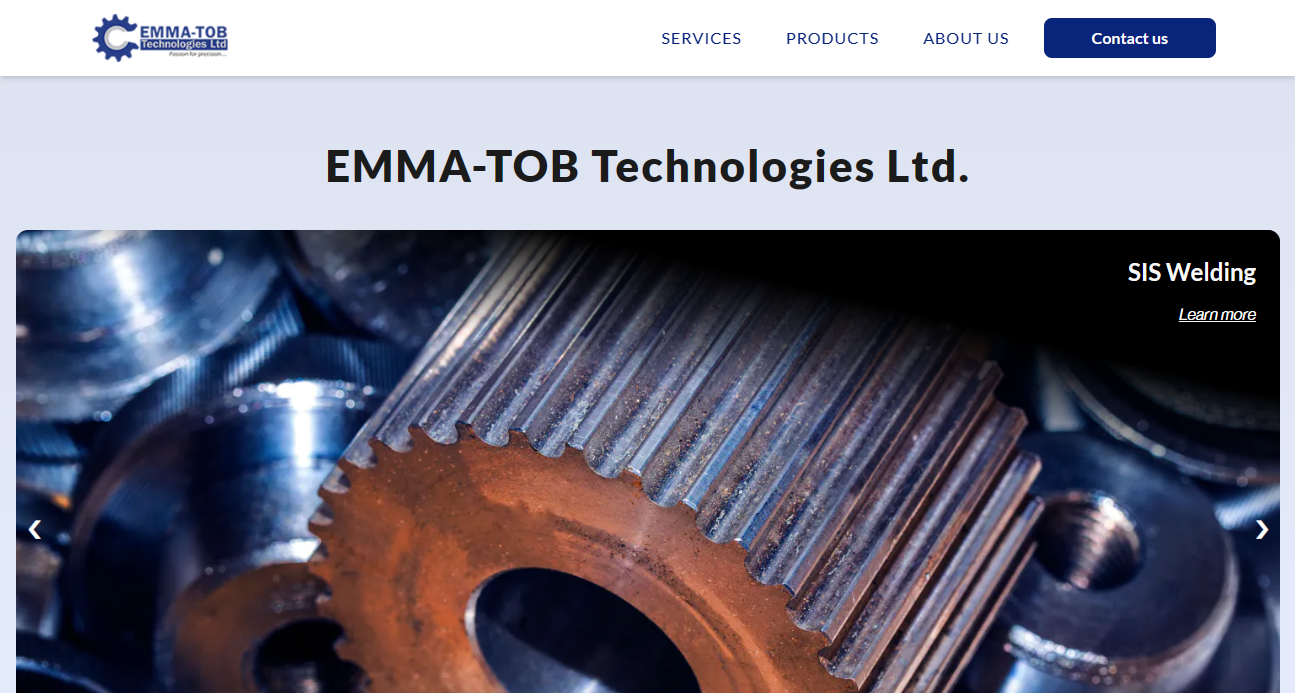 EMMA-TOB
Technologies Ltd
Passion for precision...
SERVICES
PRODUCTS
ABOUT US
Contact us
EMMA-TOB Technologies Ltd.
SIS Welding
Learn more
❮
❯